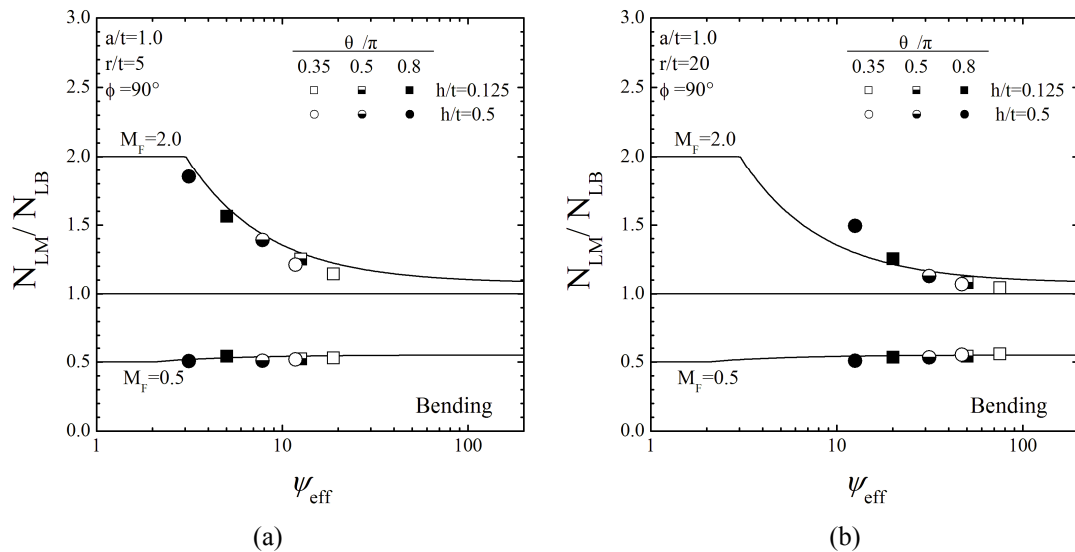 3.0
2.5
2.0
1.5
1.0
0.5
0.0
N_LM / N_LB
a/t=1.0
r/t=5
ϕ =90°
θ /π
0.35 0.5 0.8
h/t=0.125
h/t=0.5
M_F=2.0
M_F=0.5
Bending
1 10 100
ψ_eff
(a)
3.0
2.5
2.0
1.5
1.0
0.5
0.0
N_LM / N_LB
a/t=1.0
r/t=20
ϕ =90°
θ /π
0.35 0.5 0.8
h/t=0.125
h/t=0.5
M_F=2.0
M_F=0.5
Bending
1 10 100
ψ_eff
(b)